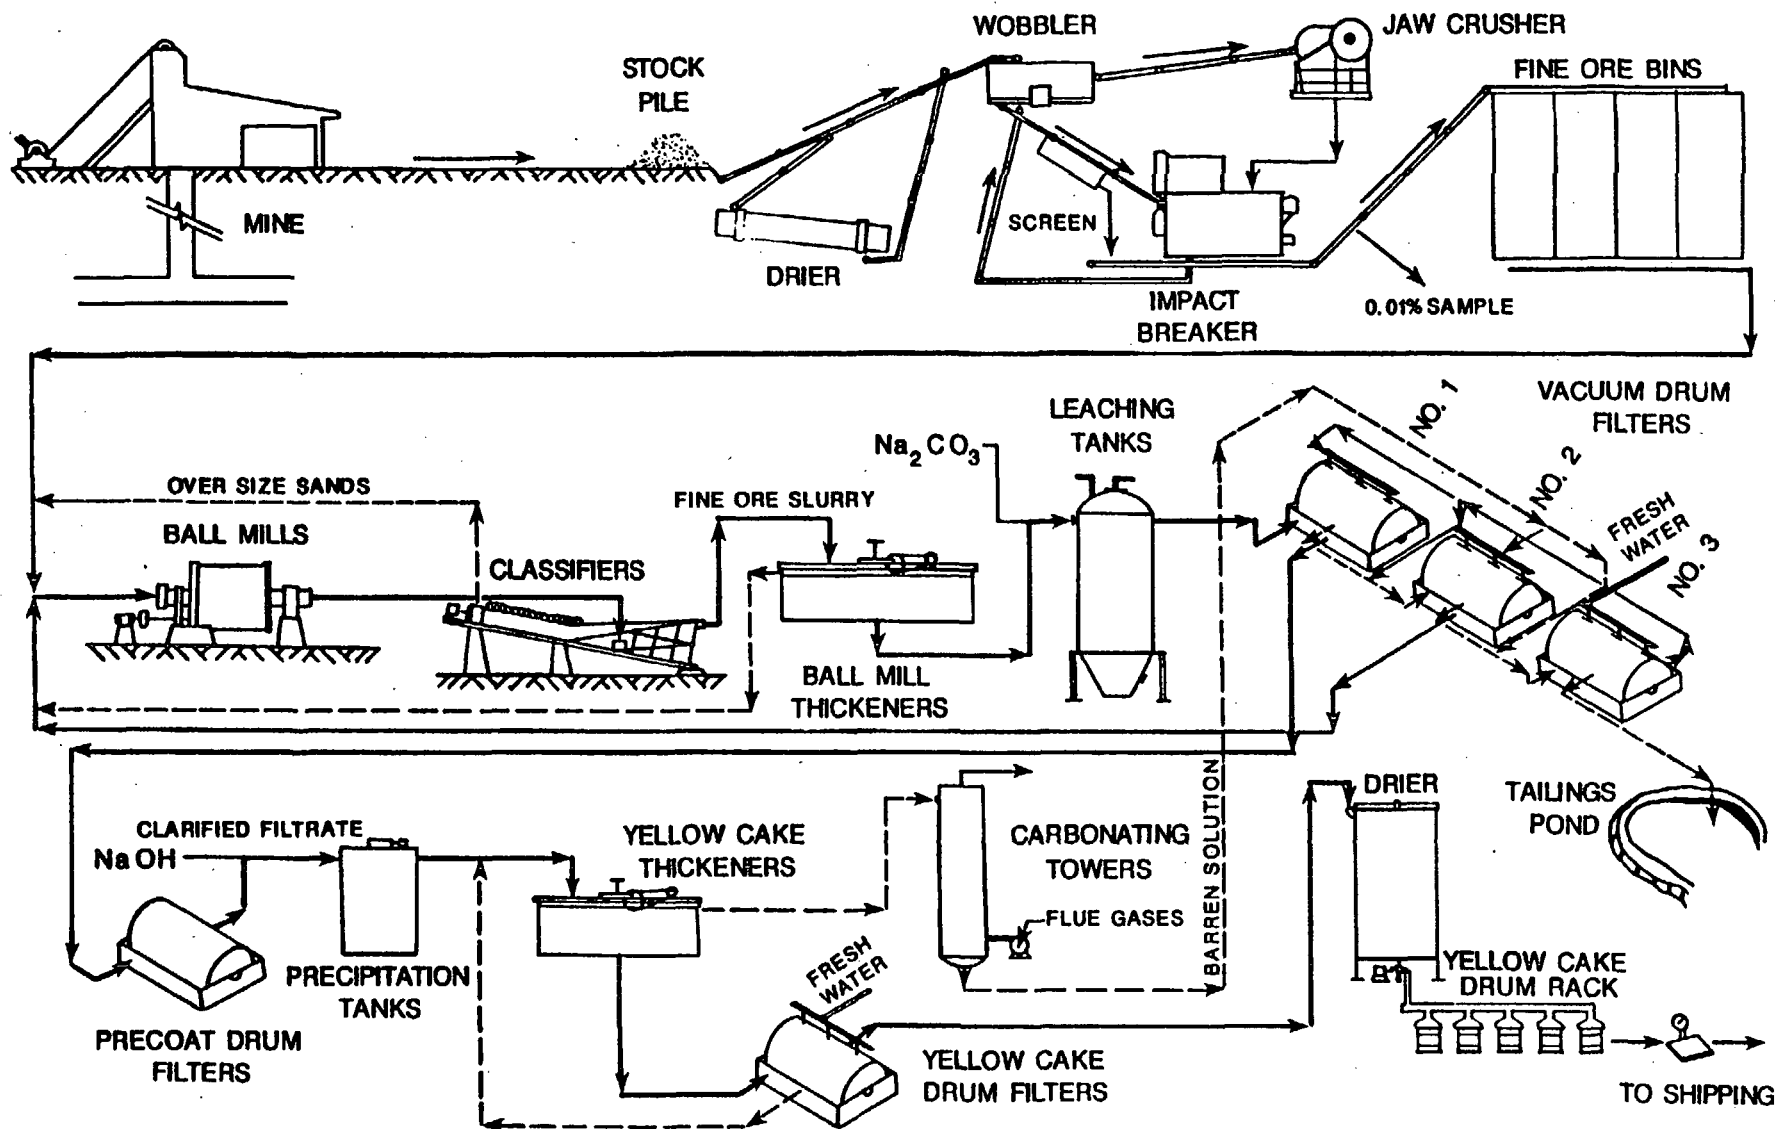 WOBBLER
JAW CRUSHER
STOCK
PILE
FINE ORE BINS
MINE
SCREEN
DRIER
IMPACT
BREAKER
0.01% SAMPLE
VACUUM DRUM
FILTERS
NO. 1
NO. 2
FRESH
WATER
NO. 3
LEACHING
TANKS
Na2CO3
OVER SIZE SANDS
FINE ORE SLURRY
BALL MILLS
CLASSIFIERS
BALL MILL
THICKENERS
BARREN SOLUTION
DRIER
TAILINGS
POND
CLARIFIED FILTRATE
NaOH
YELLOW CAKE
THICKENERS
CARBONATING
TOWERS
FLUE GASES
PRECIPITATION
TANKS
FRESH
WATER
YELLOW CAKE
DRUM RACK
PRECOAT DRUM
FILTERS
YELLOW CAKE
DRUM FILTERS
TO SHIPPING